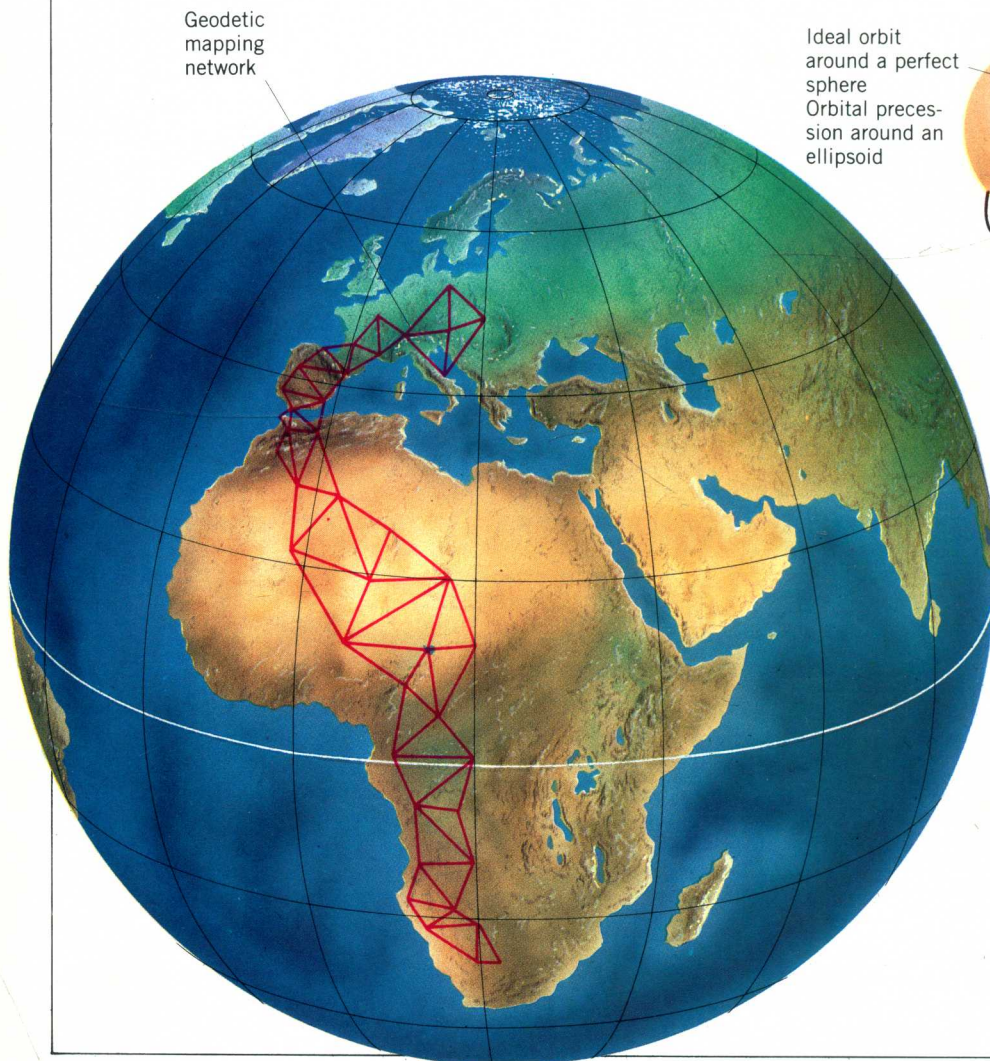 Geodetic
mapping
network
Ideal orbit
around a perfect
sphere
Orbital preces-
sion around an
ellipsoid